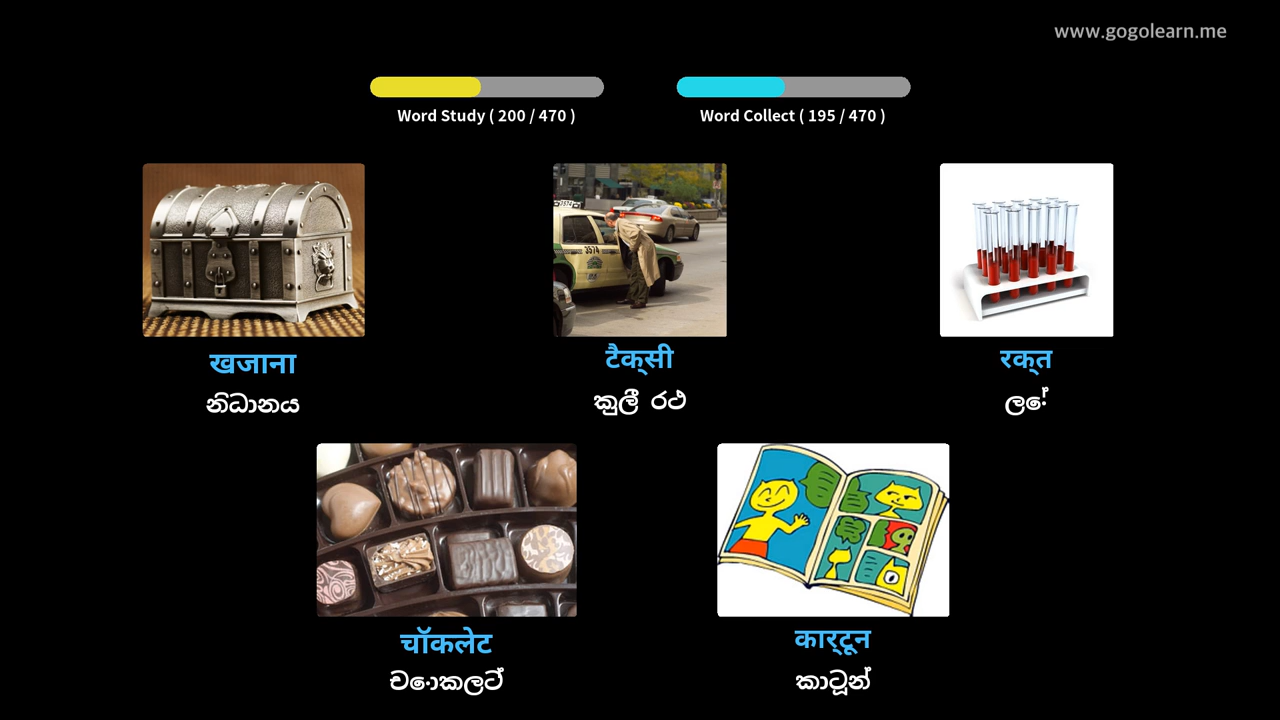 www.gogolearn.me
Word Study ( 200 / 470 )
Word Collect ( 195 / 470 )
खजाना
නිධානය
टैक्सी
කුලී රථ
रक्त
ලේ
चॉकलेट
චොකලට්
कार्टून
කාටූන්